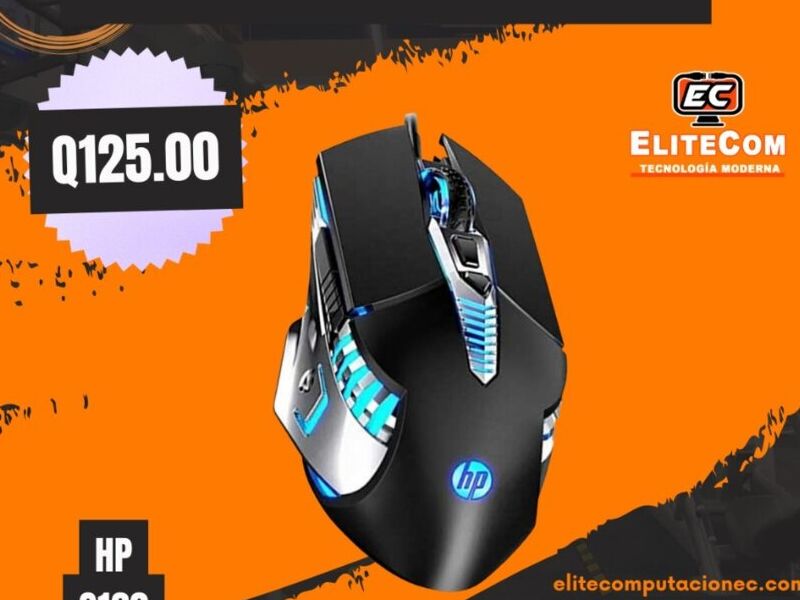 Q125.00
EC
ELITECOM
TECNOLOGÍA MODERNA
hp
HP
elitecomputacionec.com